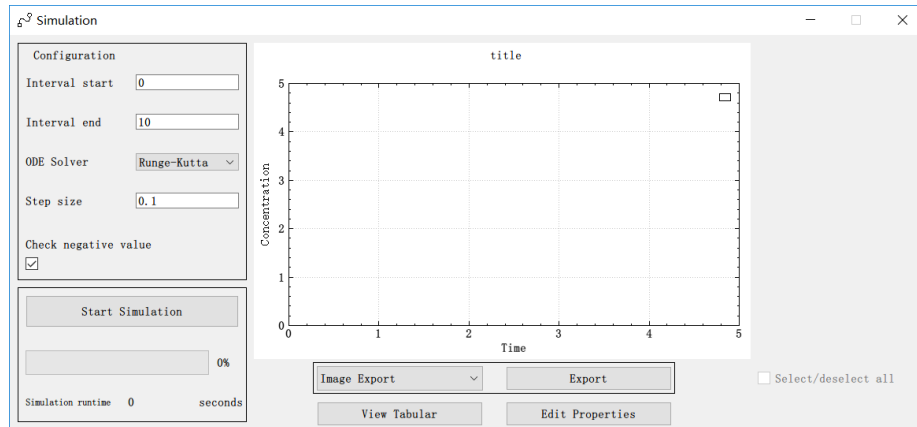 Simulation
Configuration
Interval start 0
Interval end 10
ODE Solver Runge-Kutta
Step size 0.1
Check negative value
Start Simulation
0%
Simulation runtime 0 seconds
title
Concentration
5
4
3
2
1
0
0 1 2 3 4 5
Time
Image Export Export
View Tabular Edit Properties
Select/deselect all